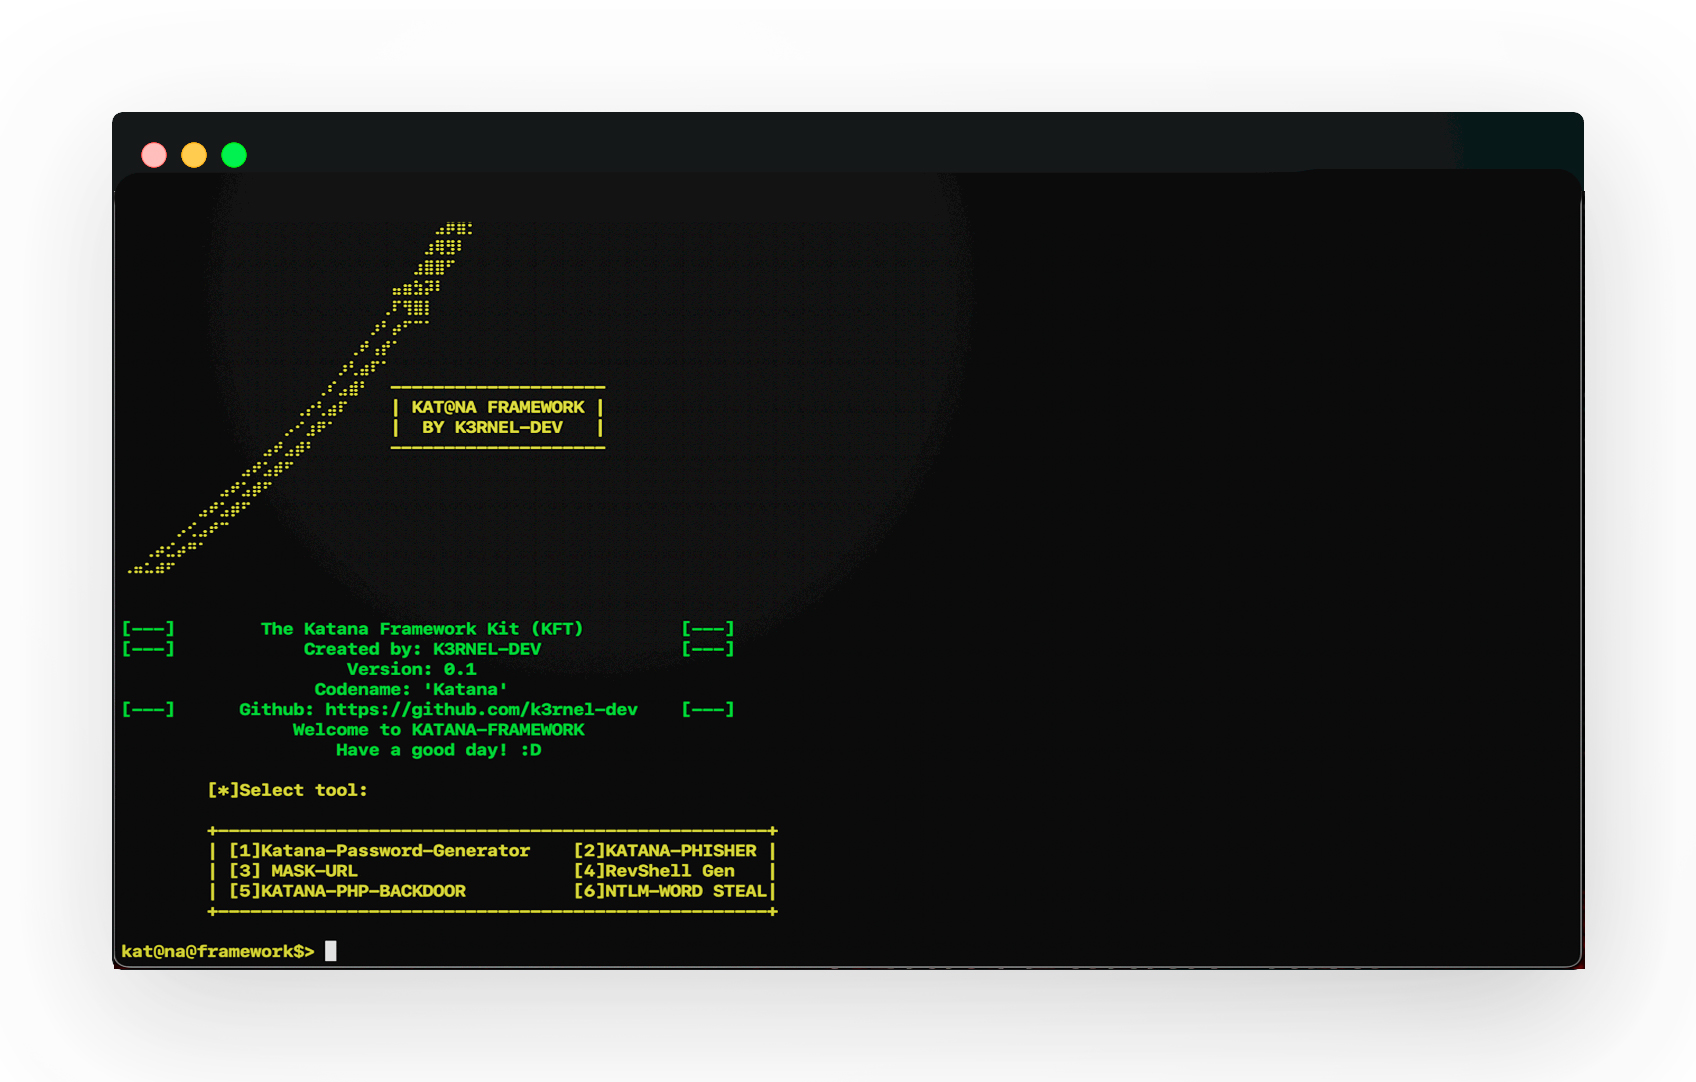 KAT@NA FRAMEWORK
BY K3RNEL-DEV
[---] The Katana Framework Kit (KFT) [---]
[---] Created by: K3RNEL-DEV [---]
Version: 0.1
Codename: 'Katana'
[---] Github: https://github.com/k3rnel-dev [---]
Welcome to KATANA-FRAMEWORK
Have a good day! :D
[*]Select tool:
[1]Katana-Password-Generator [2]KATANA-PHISHER
[3] MASK-URL [4]RevShell Gen
[5]KATANA-PHP-BACKDOOR [6]NTLM-WORD STEAL
kat@na@framework$>